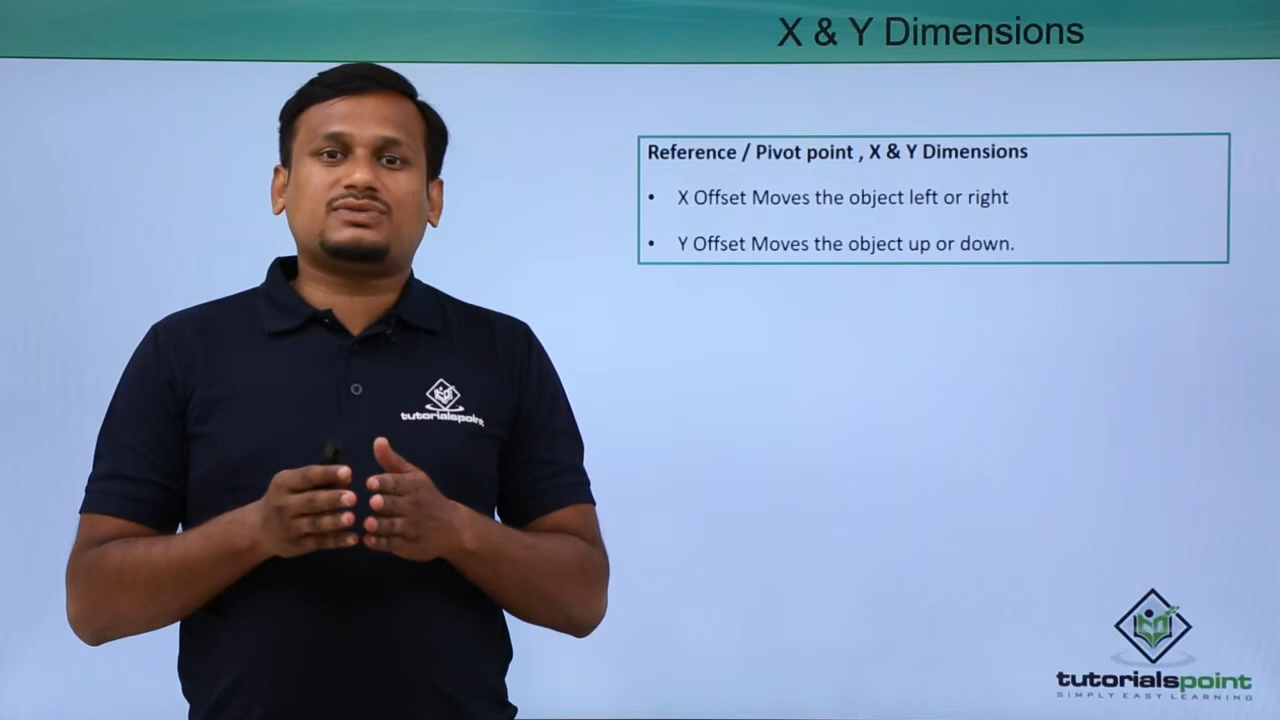 X & Y Dimensions
Reference / Pivot point , X & Y Dimensions
• X Offset Moves the object left or right
• Y Offset Moves the object up or down.
tutorialspoint
tutorialspoint
SIMPLY EASY LEARNING